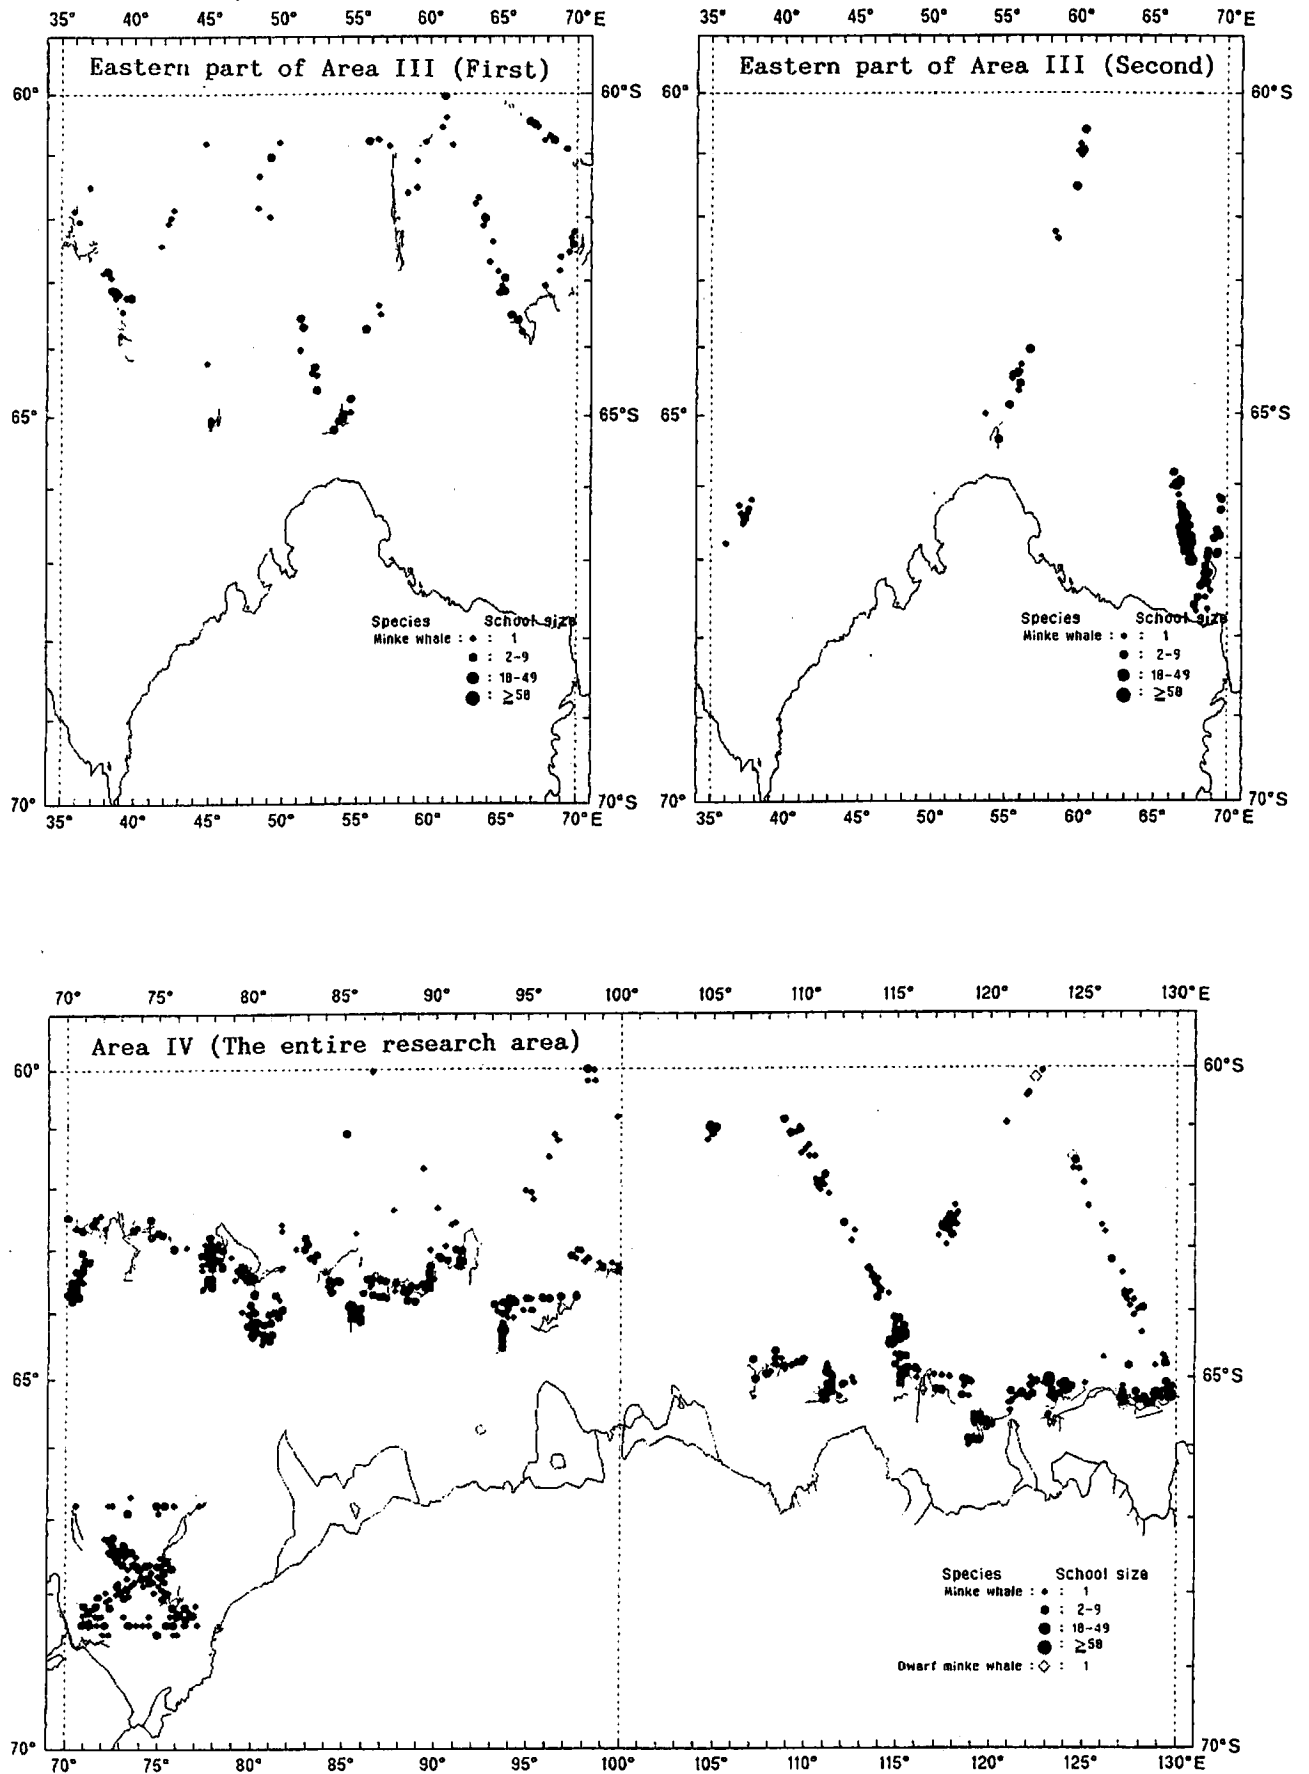 35° 40° 45° 50° 55° 60° 65° 70°E
Eastern part of Area III (First)
60° 60°S
65° 65°S
Species School size
Minke whale : : 1
: 2-9
: 10-49
: ≥50
70° 70°S
35° 40° 45° 50° 55° 60° 65° 70°E
35° 40° 45° 50° 55° 60° 65° 70°E
Eastern part of Area III (Second)
60° 60°S
65° 65°S
Species School size
Minke whale : : 1
: 2-9
: 10-49
: ≥50
70° 70°S
35° 40° 45° 50° 55° 60° 65° 70°E
70° 75° 80° 85° 90° 95° 100° 105° 110° 115° 120° 125° 130°E
Area IV (The entire research area)
60° 60°S
65° 65°S
Species School size
Minke whale : : 1
: 2-9
: 10-49
: ≥50
Dwarf minke whale : : 1
70° 70°S
70° 75° 80° 85° 90° 95° 100° 105° 110° 115° 120° 125° 130°E